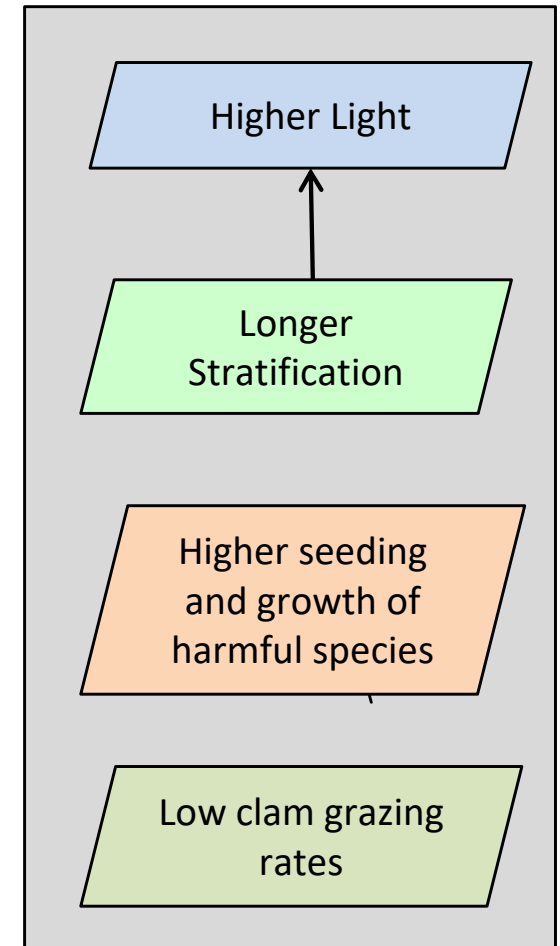 Higher Light
Longer
Stratification
Higher seeding
and growth of
harmful species
Low clam grazing
rates